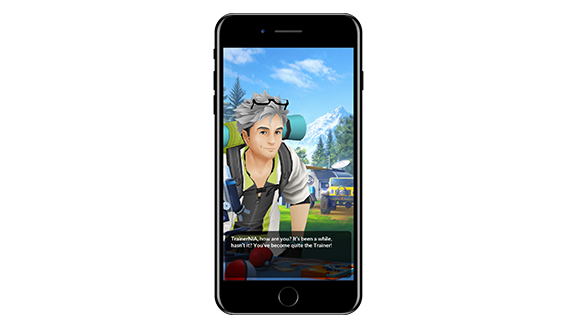 TrainerNIA, how are you? It's been a while,
hasn't it! You've become quite the Trainer!